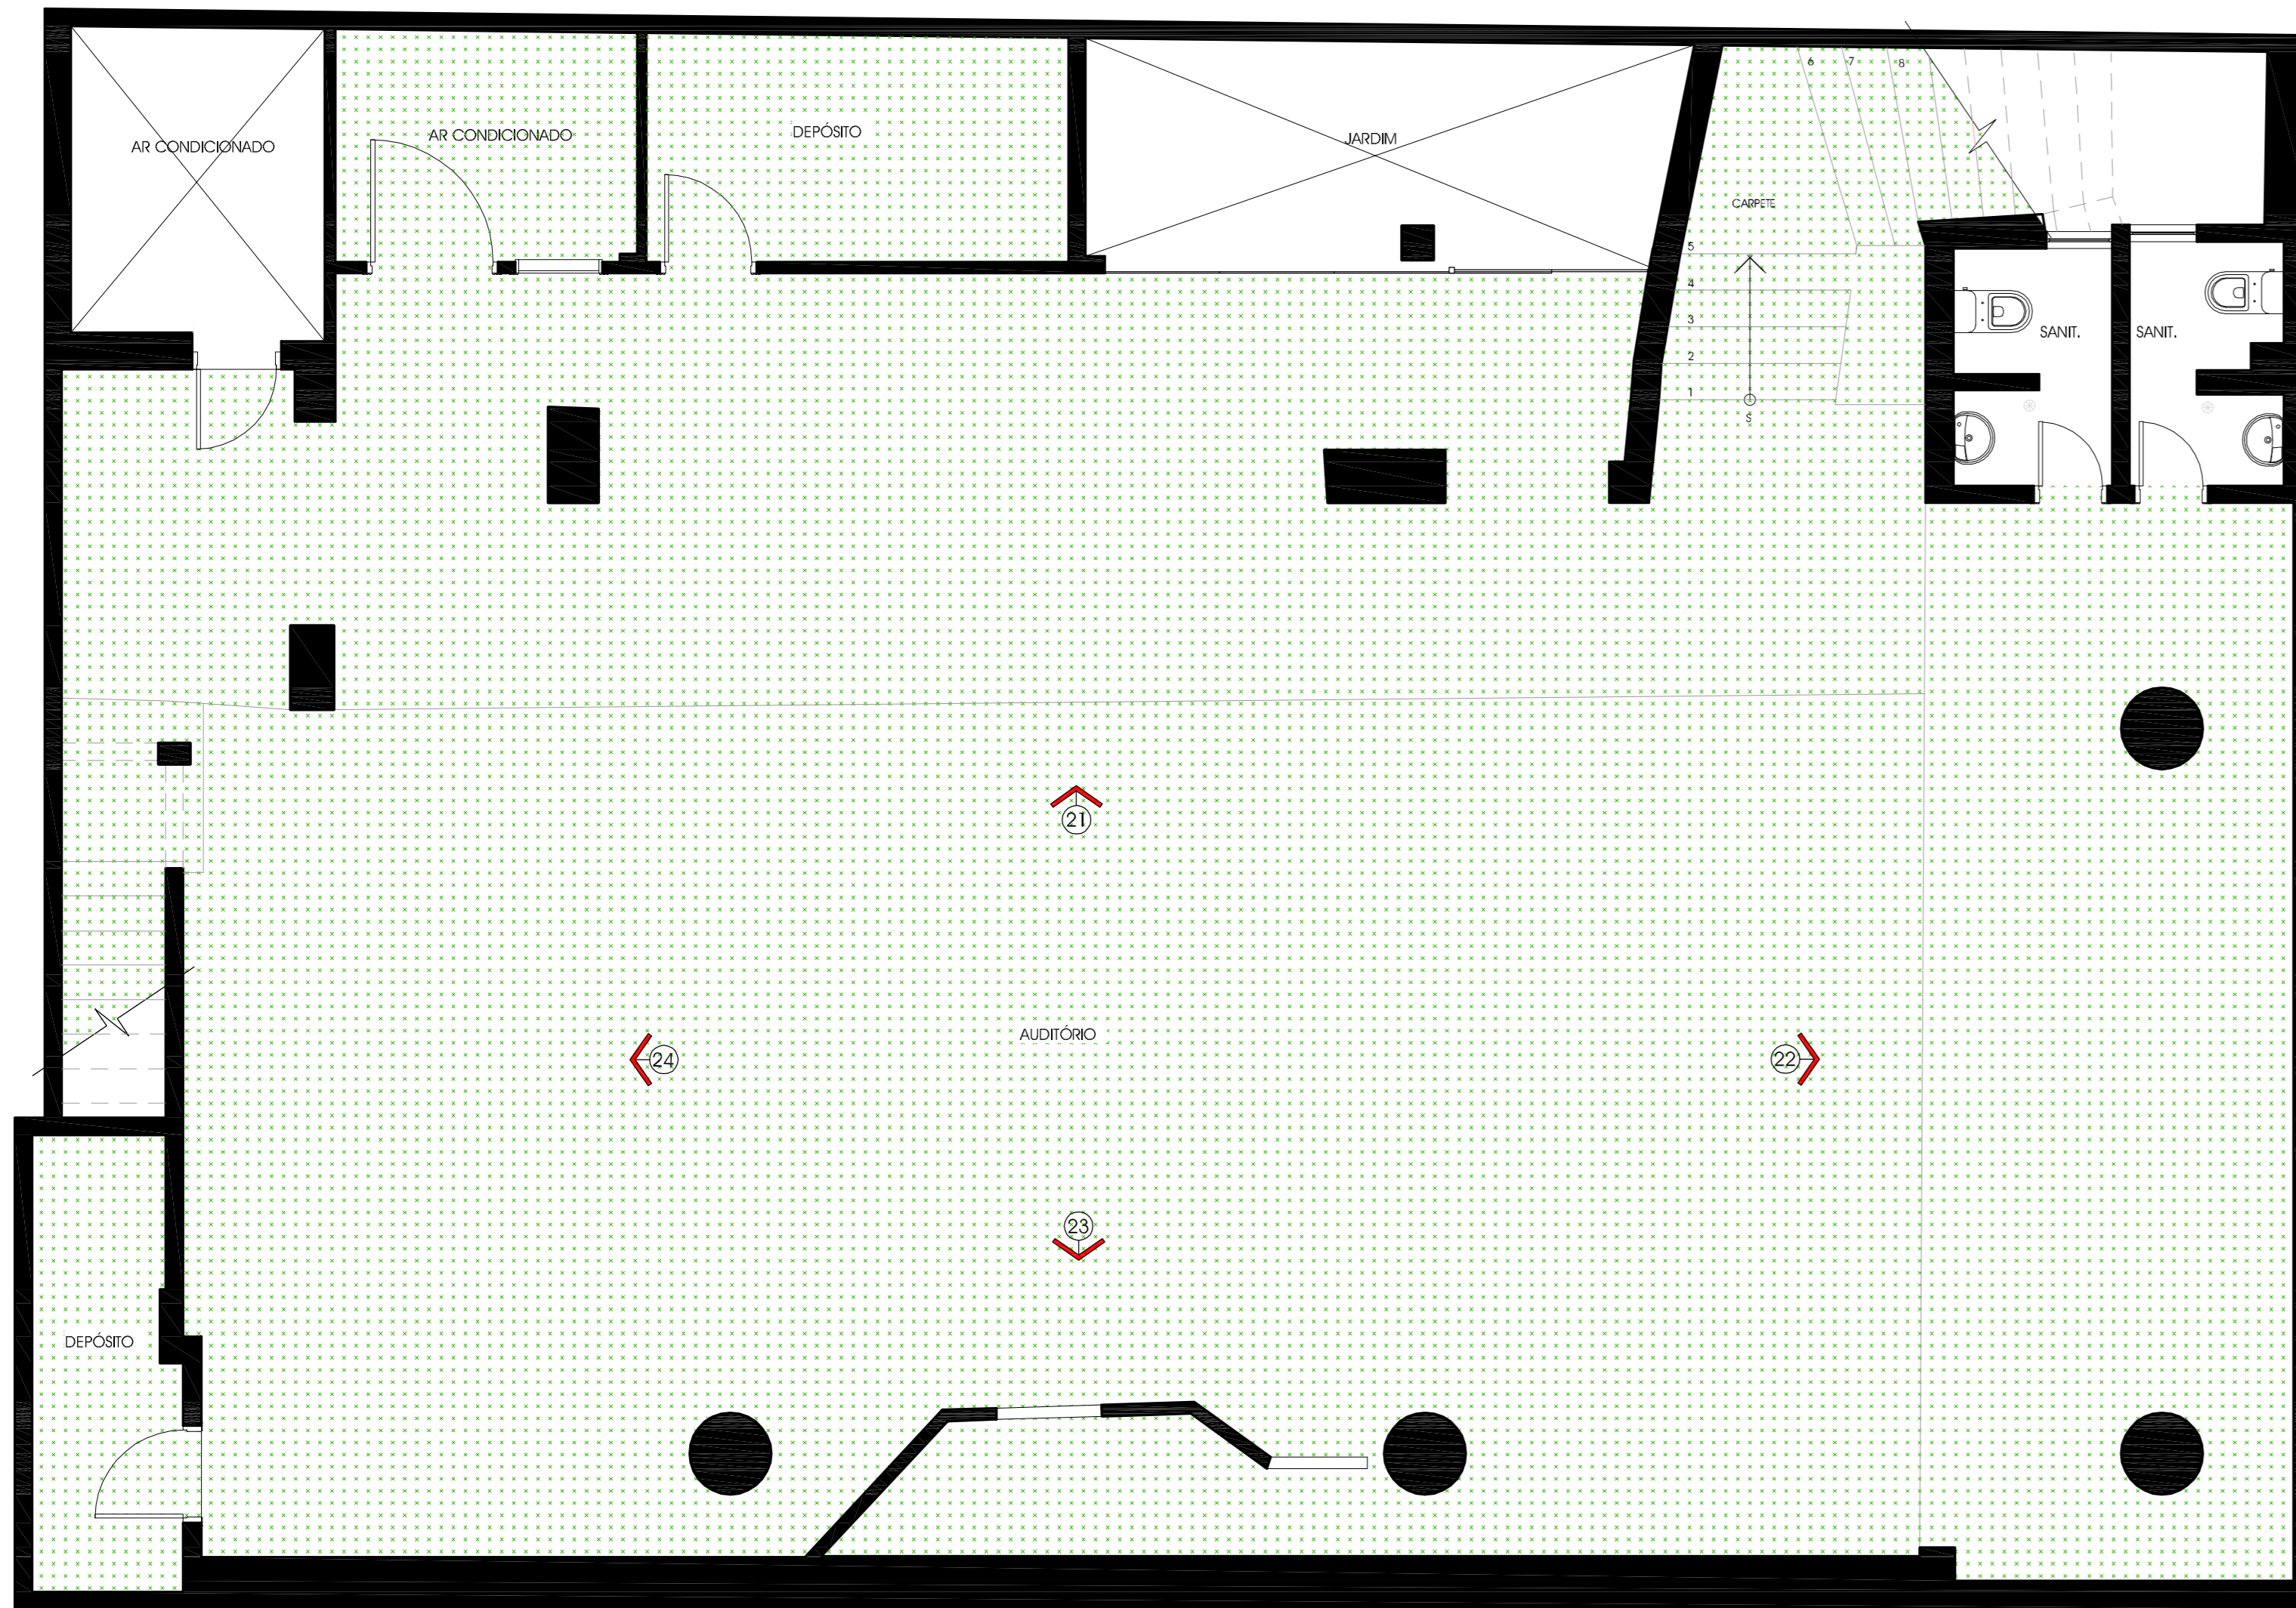 6
7
8
DEPÓSITO
AR CONDICIONADO
JARDIM
AR CONDICIONADO
CARPETE
5
4
3
SANIT.
SANIT.
2
1
S
21
AUDITÓRIO
24
22
23
DEPÓSITO